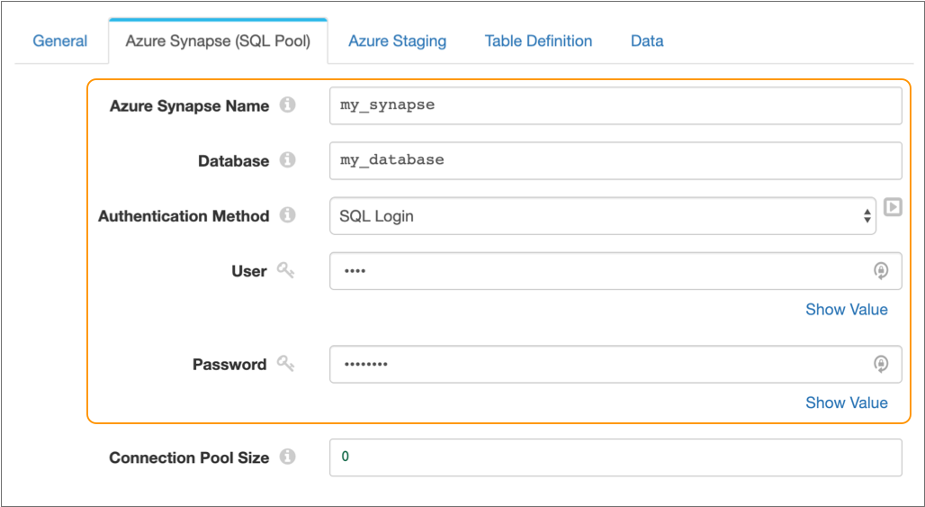 General Azure Synapse (SQL Pool) Azure Staging Table Definition Data
Azure Synapse Name my_synapse
Database my_database
Authentication Method SQL Login
User ••••
Show Value
Password ••••••••
Show Value
Connection Pool Size 0